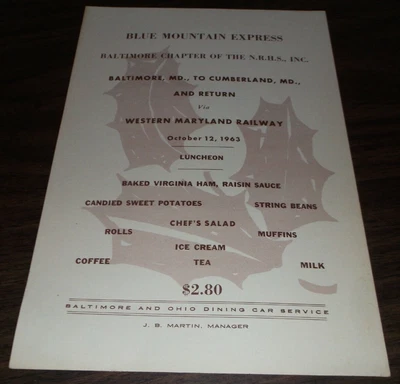 BLUE MOUNTAIN EXPRESS
BALTIMORE CHAPTER OF THE N.R.H.S., INC.
BALTIMORE, MD., TO CUMBERLAND, MD.,
AND RETURN
Via
WESTERN MARYLAND RAILWAY
October 12, 1963
LUNCHEON
BAKED VIRGINIA HAM, RAISIN SAUCE
CANDIED SWEET POTATOES STRING BEANS
CHEF'S SALAD
ROLLS MUFFINS
ICE CREAM
COFFEE TEA MILK
$2.80
BALTIMORE AND OHIO DINING CAR SERVICE
J. B. MARTIN, MANAGER